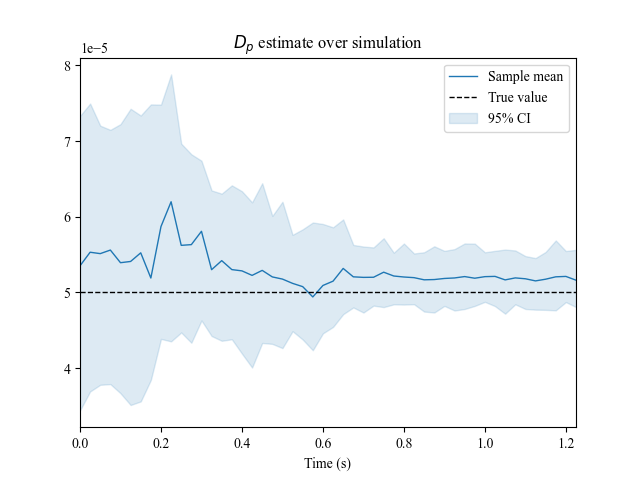 D_p estimate over simulation
1e−5
Sample mean
True value
95% CI
8
7
6
5
4
0.0 0.2 0.4 0.6 0.8 1.0 1.2
Time (s)